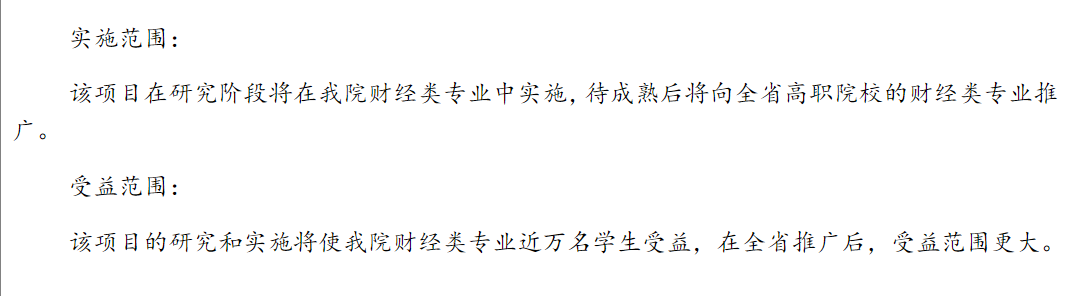 实施范围：
该项目在研究阶段将在我院财经类专业中实施，待成熟后将向全省高职院校的财经类专业推
广。
受益范围：
该项目的研究和实施将使我院财经类专业近万名学生受益，在全省推广后，受益范围更大。